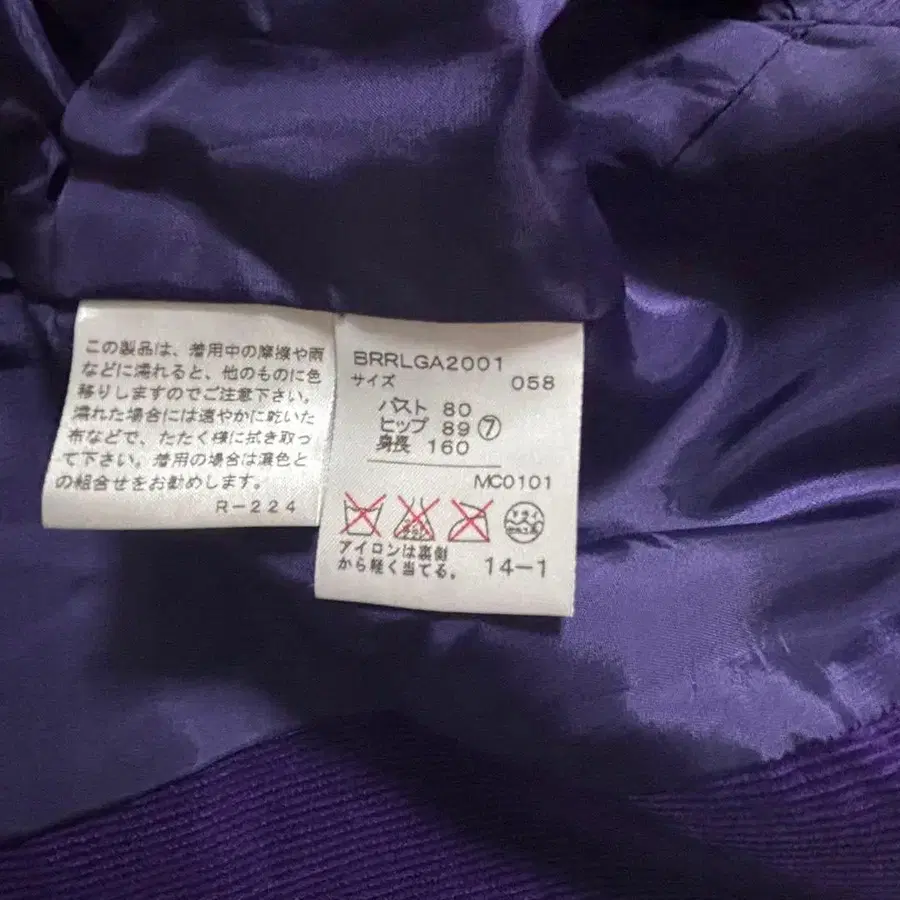 この製品は、着用中の摩擦や雨
などに濡れると、他のものに色
移りしますのでご注意下さい。
濡れた場合には速やかに乾いた
布などで、たたく様に拭き取っ
て下さい。着用の場合は濃色と
の組合せをお勧めします。
R-224
BRRLGA2001
サイズ 058
バスト 80
ヒップ 89 ⑦
身長 160
MC0101
ドライ
アイロンは裏側
から軽く当てる。 14-1